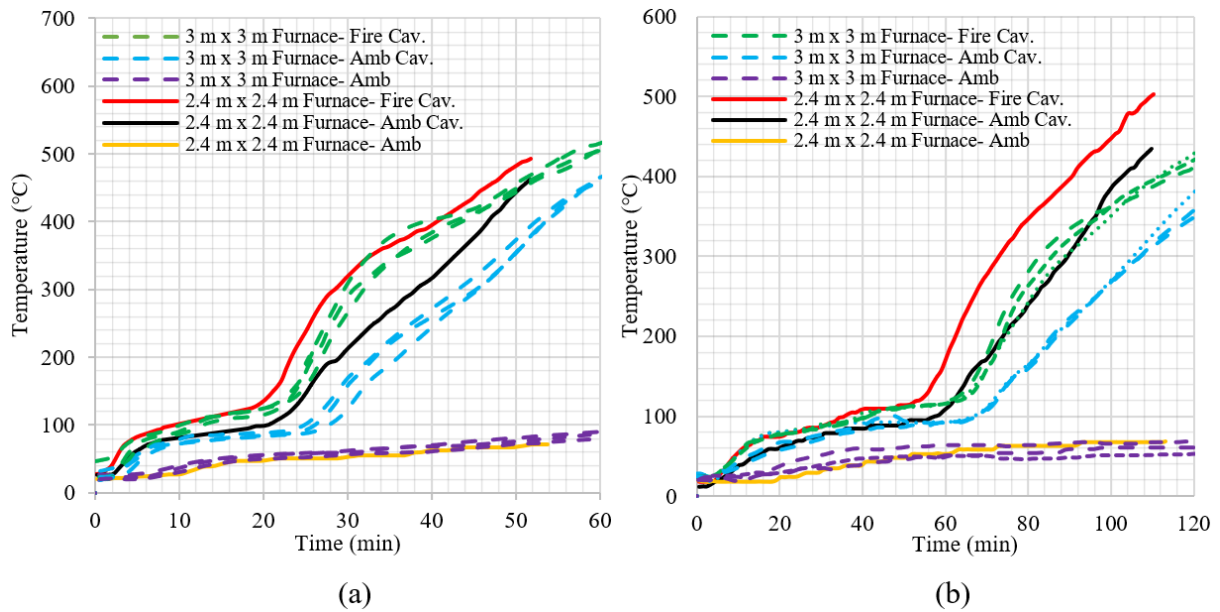 700
600
500
400
300
200
100
0
Temperature (°C)
3 m x 3 m Furnace- Fire Cav.
3 m x 3 m Furnace- Amb Cav.
3 m x 3 m Furnace- Amb
2.4 m x 2.4 m Furnace- Fire Cav.
2.4 m x 2.4 m Furnace- Amb Cav.
2.4 m x 2.4 m Furnace- Amb
0 10 20 30 40 50 60
Time (min)
(a)
600
500
400
300
200
100
0
Temperature (°C)
3 m x 3 m Furnace- Fire Cav.
3 m x 3 m Furnace- Amb Cav.
3 m x 3 m Furnace- Amb
2.4 m x 2.4 m Furnace- Fire Cav.
2.4 m x 2.4 m Furnace- Amb Cav.
2.4 m x 2.4 m Furnace- Amb
0 20 40 60 80 100 120
Time (min)
(b)